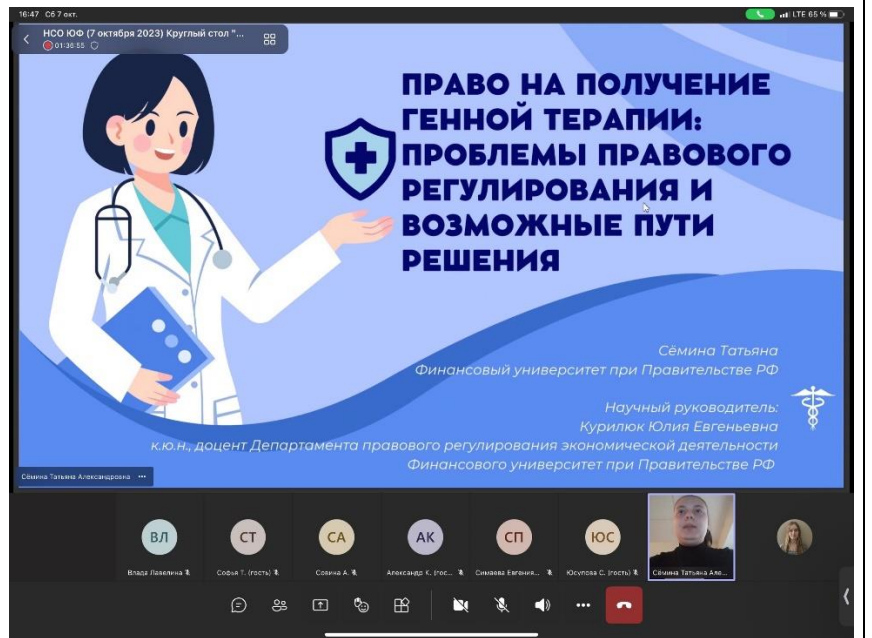 16:47 Сб 7 окт.
LTE 65 %
НСО ЮФ (7 октября 2023) Круглый стол "...
01:36:55
ПРАВО НА ПОЛУЧЕНИЕ
ГЕННОЙ ТЕРАПИИ:
ПРОБЛЕМЫ ПРАВОВОГО
РЕГУЛИРОВАНИЯ И
ВОЗМОЖНЫЕ ПУТИ
РЕШЕНИЯ
Сёмина Татьяна
Финансовый университет при Правительстве РФ
Научный руководитель:
Курилюк Юлия Евгеньевна
к.ю.н., доцент Департамента правового регулирования экономической деятельности
Финансового университет при Правительстве РФ
Сёмина Татьяна Александровна ...
ВЛ СТ СА АК СП ЮС
Влада Лавелина Софья Т. (гость) Совина А. Александр К. (гос... Симаева Евгения... Юсупова С. (гость) Сёмина Татьяна Але...